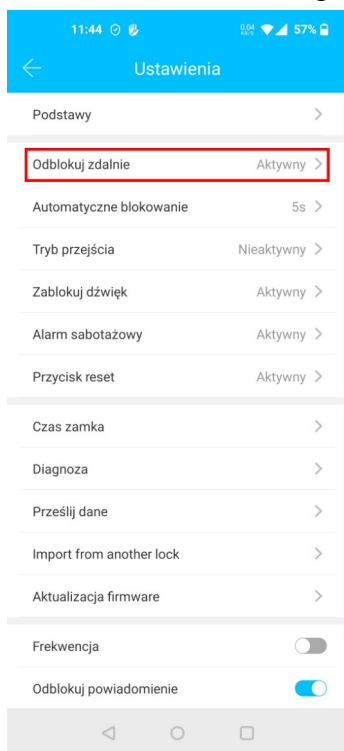 11:44 0.04 KB/S 57%
Ustawienia
Podstawy
Odblokuj zdalnie Aktywny
Automatyczne blokowanie 5s
Tryb przejścia Nieaktywny
Zablokuj dźwięk Aktywny
Alarm sabotażowy Aktywny
Przycisk reset Aktywny
Czas zamka
Diagnoza
Prześlij dane
Import from another lock
Aktualizacja firmware
Frekwencja
Odblokuj powiadomienie